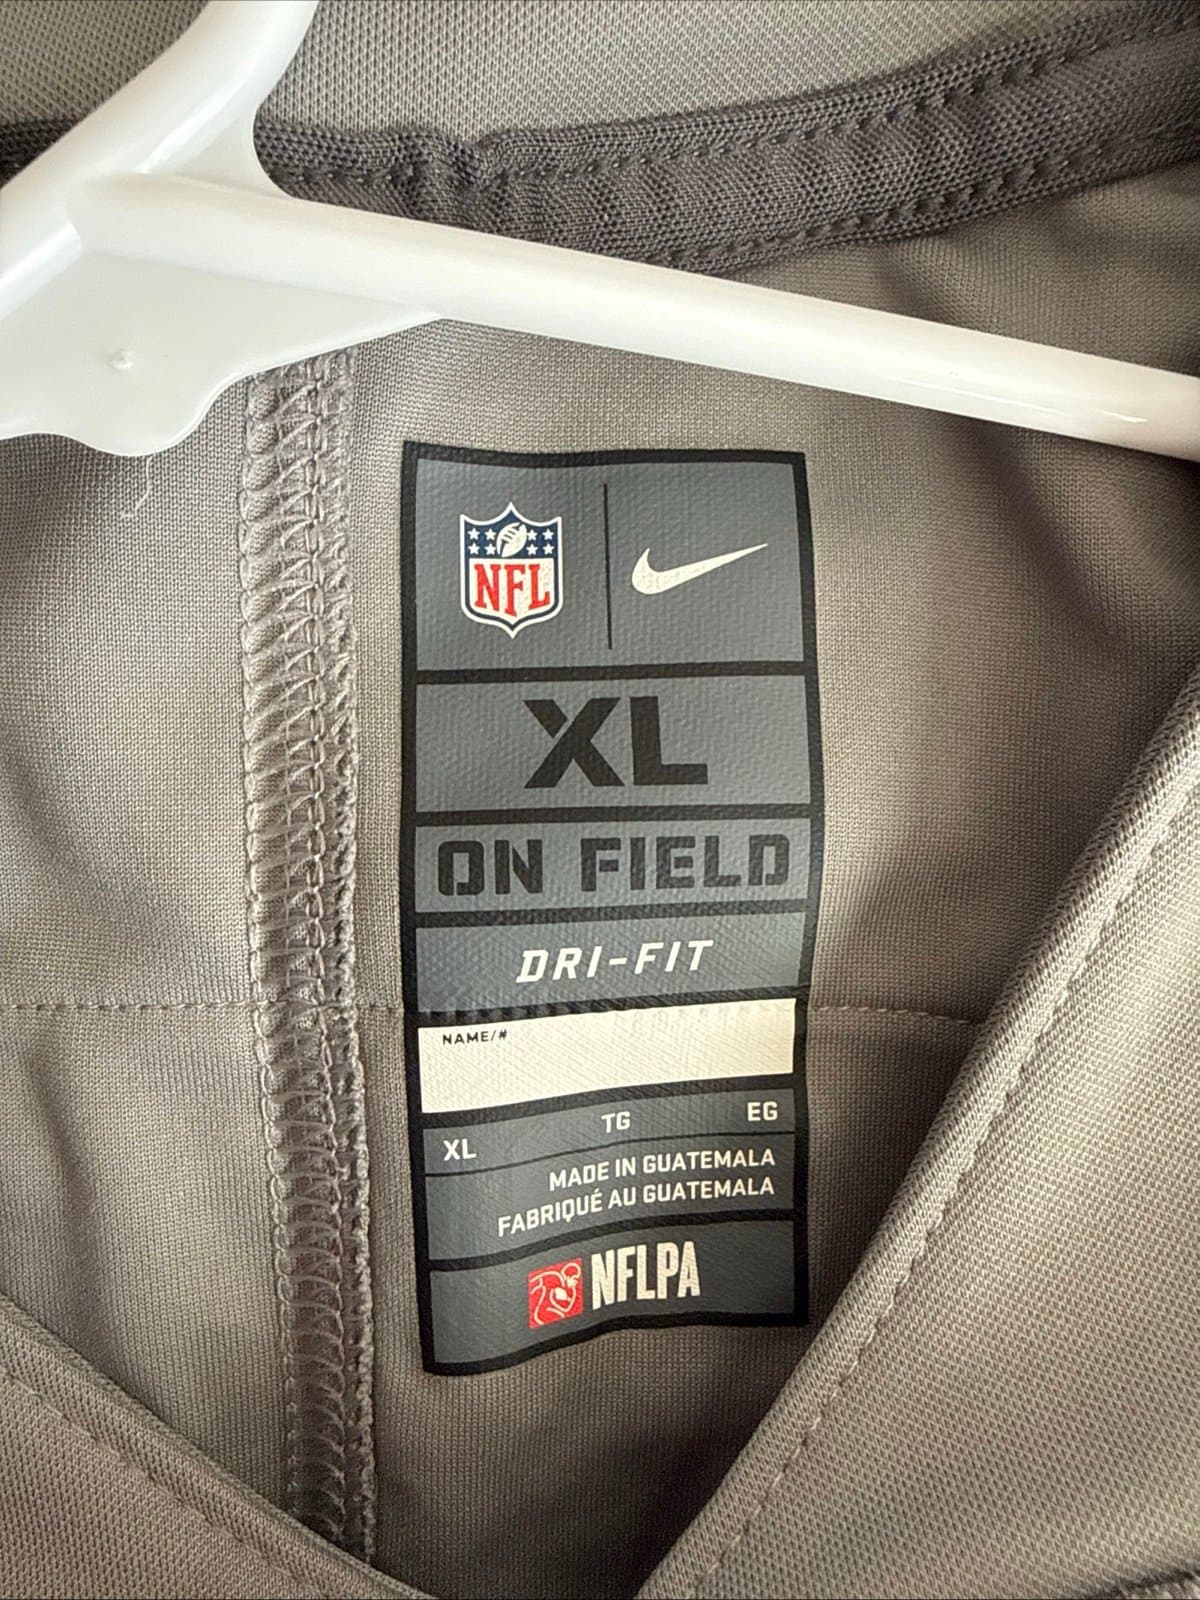 NFL
XL
ON FIELD
DRI-FIT
NAME/#
XL TG EG
MADE IN GUATEMALA
FABRIQUÉ AU GUATEMALA
NFLPA